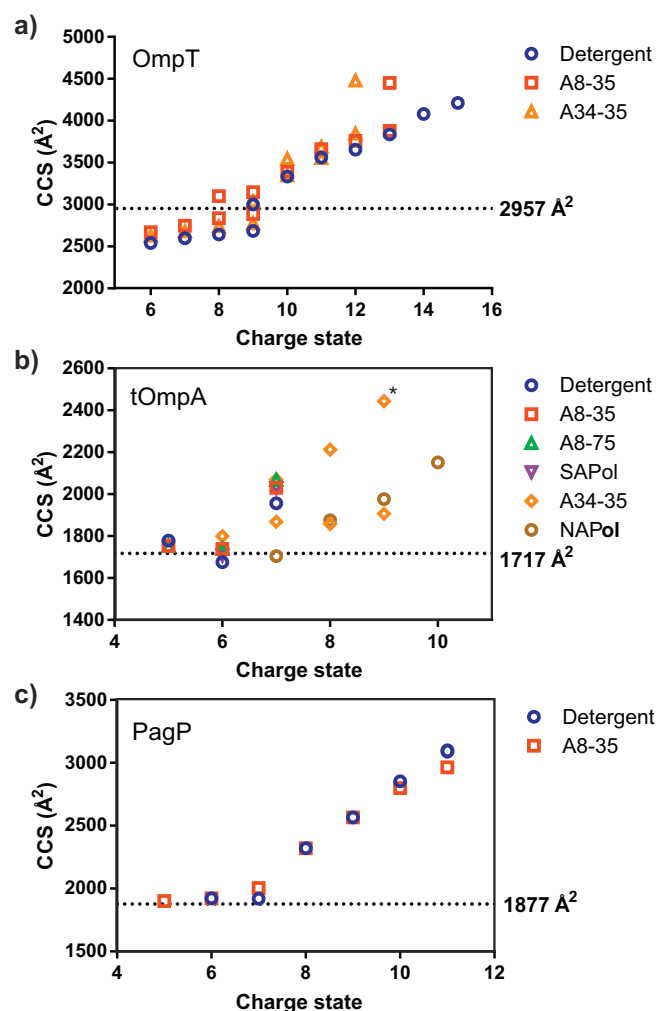 a)
OmpT
CCS (Å²)
5000
4500
4000
3500
3000
2500
2000
6 8 10 12 14 16
Charge state
2957 Å²
Detergent
A8-35
A34-35
b)
tOmpA
CCS (Å²)
2600
2400
2200
2000
1800
1600
1400
4 6 8 10
Charge state
*
1717 Å²
Detergent
A8-35
A8-75
SAPol
A34-35
NAPol
c)
PagP
CCS (Å²)
3500
3000
2500
2000
1500
4 6 8 10 12
Charge state
1877 Å²
Detergent
A8-35